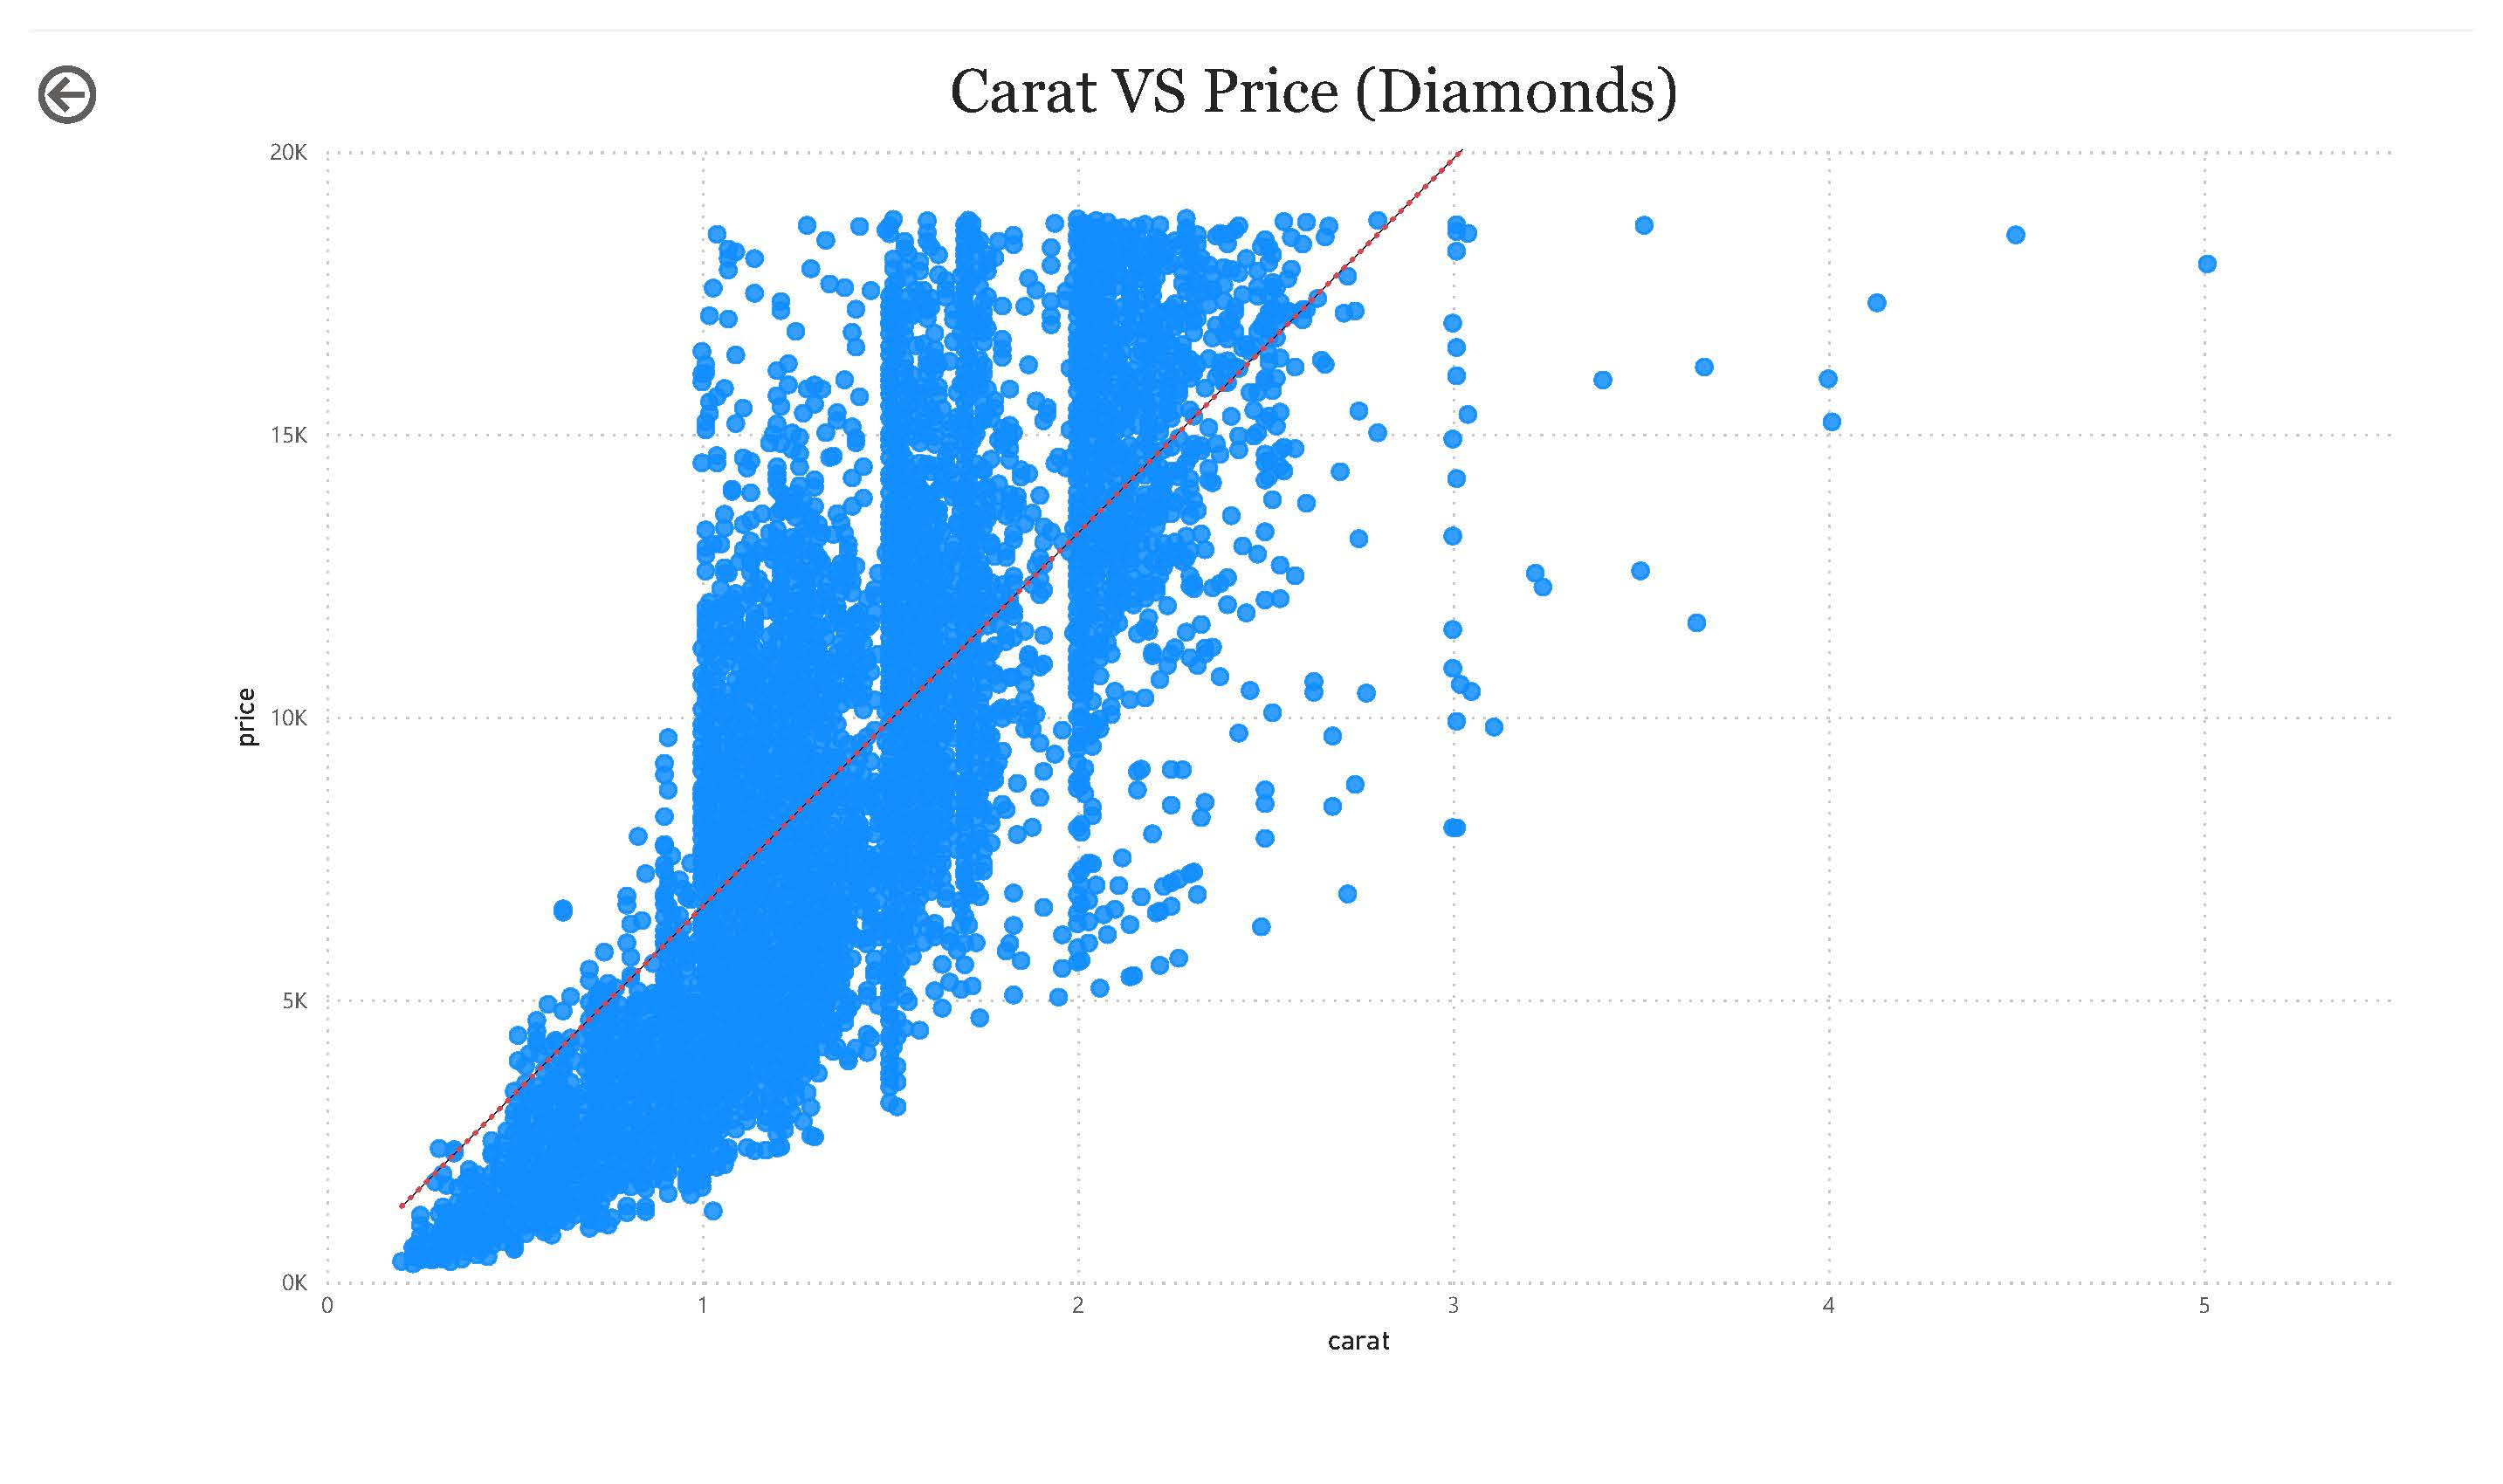 Carat VS Price (Diamonds)
20K
15K
10K
5K
0K
price
0 1 2 3 4 5
carat